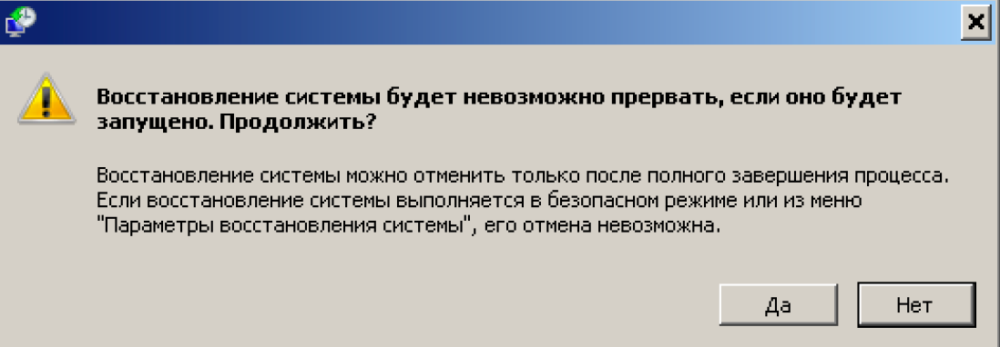 Восстановление системы будет невозможно прервать, если оно будет
запущено. Продолжить?
Восстановление системы можно отменить только после полного завершения процесса.
Если восстановление системы выполняется в безопасном режиме или из меню
"Параметры восстановления системы", его отмена невозможна.
Да
Нет